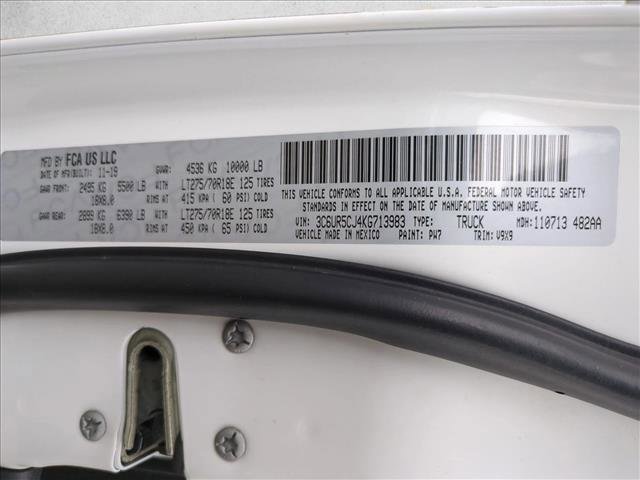 MFD BY FCA US LLC
DATE OF MFR(BUILT): 11-19 GVWR: 4536 KG 10000 LB
GAWR FRONT: 2495 KG 5500 LB WITH LT275/70R18E 125 TIRES
18X8.0 RIMS AT 415 KPA ( 60 PSI) COLD
GAWR REAR: 2899 KG 6390 LB WITH LT275/70R18E 125 TIRES
18X8.0 RIMS AT 450 KPA ( 65 PSI) COLD
THIS VEHICLE CONFORMS TO ALL APPLICABLE U.S.A. FEDERAL MOTOR VEHICLE SAFETY
STANDARDS IN EFFECT ON THE DATE OF MANUFACTURE SHOWN ABOVE.
VIN: 3C6UR5CJ4KG713983 TYPE: TRUCK MDH: 110713 482AA
VEHICLE MADE IN MEXICO PAINT: PW7 TRIM: V9X9